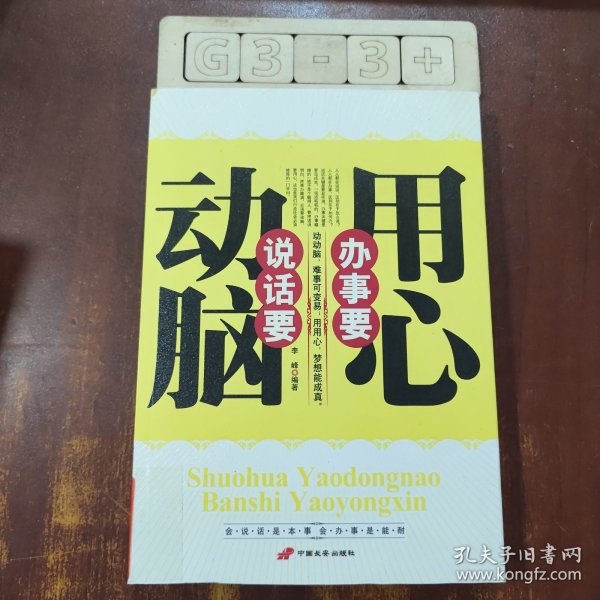 G3-3+
办事要
用心
说话要
动脑
动动脑，难事可变易；用用心，梦想能成真。
李峰 编著
Shuohua Yaodongnao
Banshi Yaoyongxin
会·说·话·是·本·事 会·办·事·是·能·耐
中国长安出版社
孔夫子旧书网
www.kongfz.com